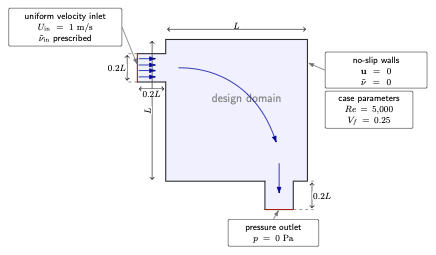 uniform velocity inlet
U_in = 1 m/s
ν̃_in prescribed
L
0.2L
0.2L
L
design domain
no-slip walls
u = 0
ν̃ = 0
case parameters
Re = 5,000
V_f = 0.25
0.2L
pressure outlet
p = 0 Pa